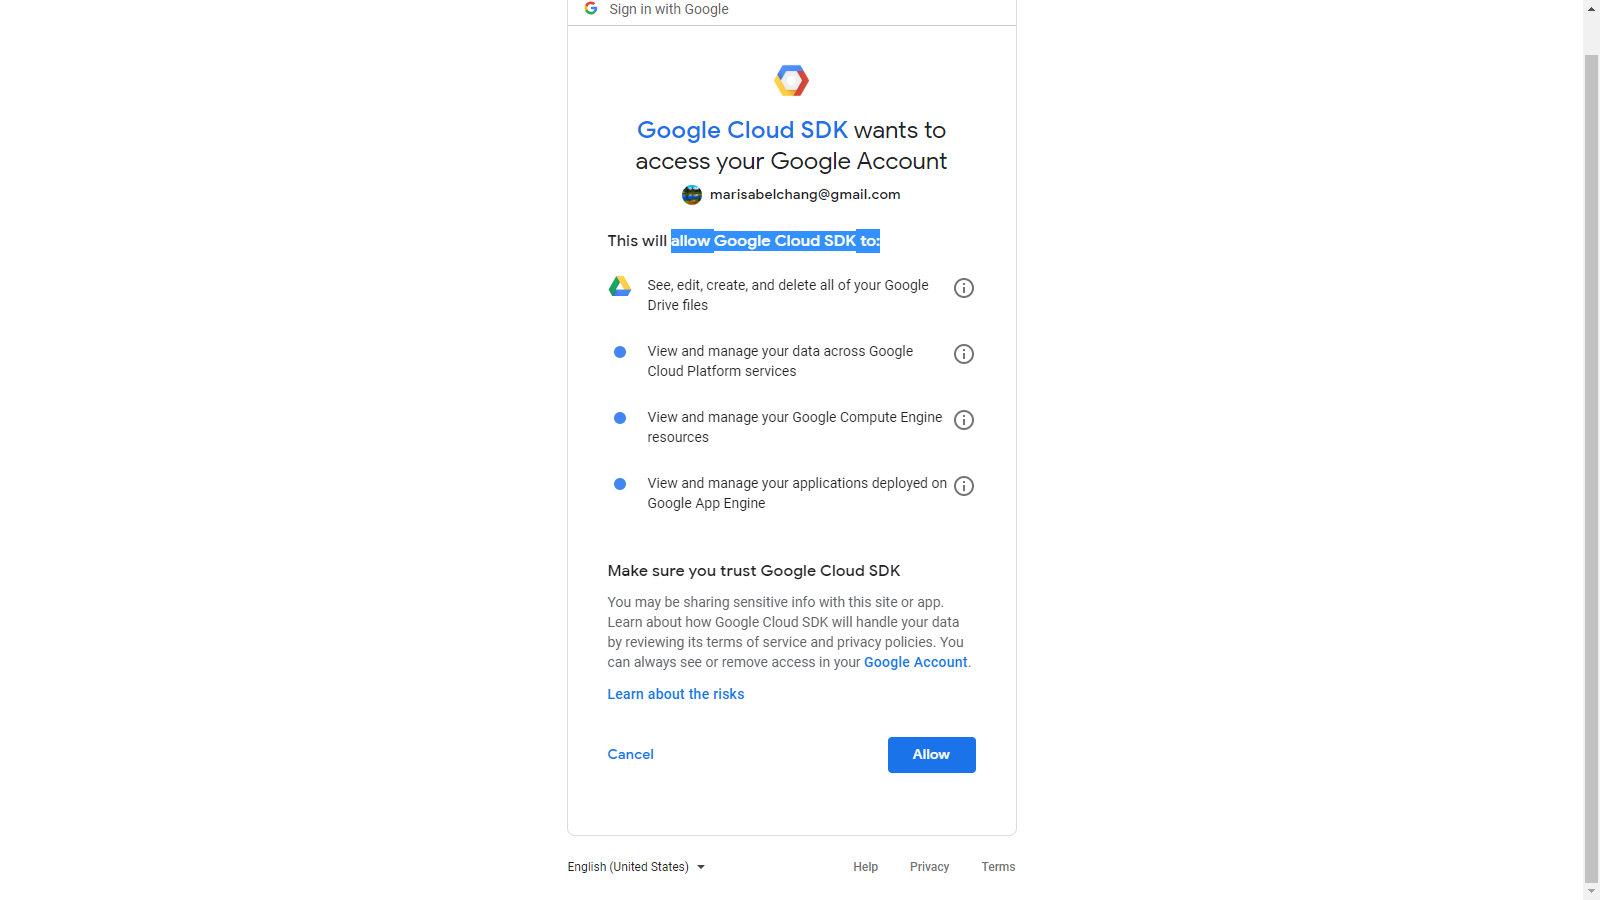 Sign in with Google
Google Cloud SDK wants to
access your Google Account
marisabelchang@gmail.com
This will allow Google Cloud SDK to:
See, edit, create, and delete all of your Google
Drive files
View and manage your data across Google
Cloud Platform services
View and manage your Google Compute Engine
resources
View and manage your applications deployed on
Google App Engine
Make sure you trust Google Cloud SDK
You may be sharing sensitive info with this site or app.
Learn about how Google Cloud SDK will handle your data
by reviewing its terms of service and privacy policies. You
can always see or remove access in your Google Account.
Learn about the risks
Cancel
Allow
English (United States)
Help
Privacy
Terms